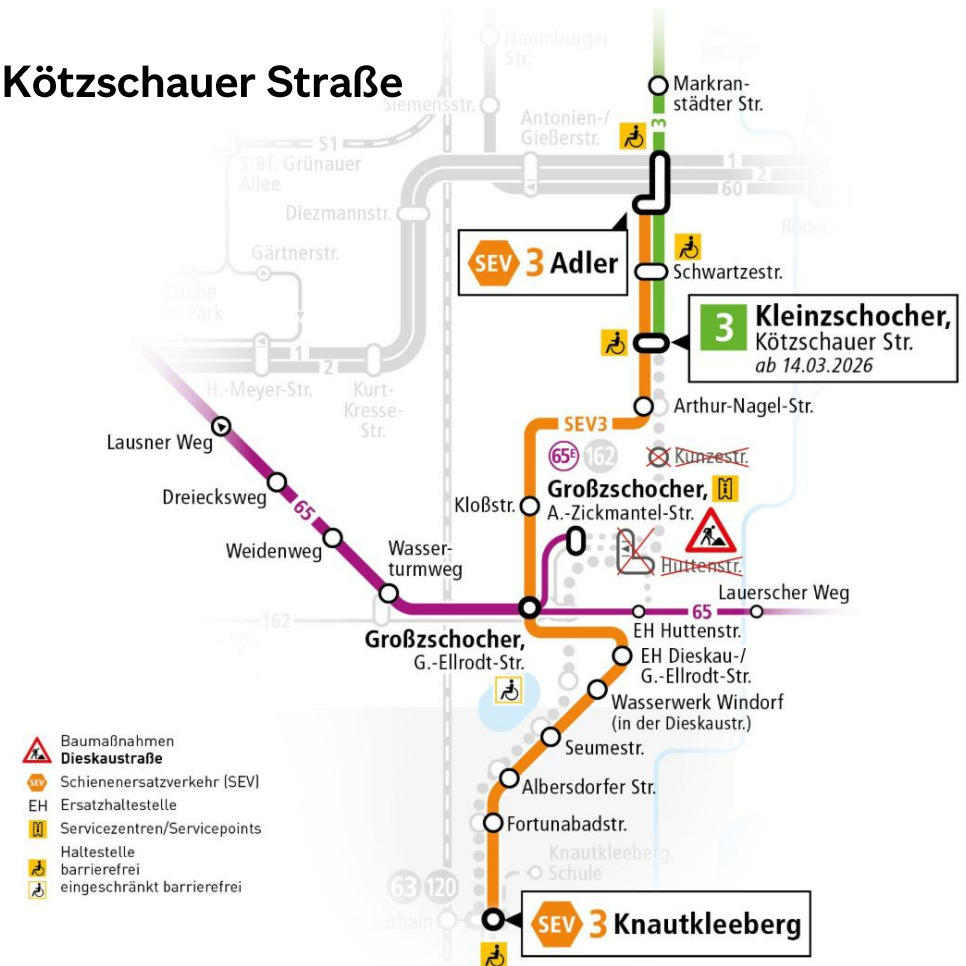 Kötzschauer Straße
Naumburger
Str.
Siemensstr.
Markran-
städter Str.
3
Antonien-/
Gießerstr.
S1
S-Bf. Grünauer
Allee
1
2
60
Diezmannstr.
SEV 3 Adler
Gärtnerstr.
Schwartzestr.
3 Kleinzschocher,
Kötzschauer Str.
ab 14.03.2026
1
2
H.-Meyer-Str.
Kurt-
Kresse-
Str.
Arthur-Nagel-Str.
SEV3
65E 162
Kunzestr.
Lausner Weg
Großzschocher,
A.-Zickmantel-Str.
Dreiecksweg
65
Kloßstr.
Weidenweg
Wasser-
turmweg
Huttenstr.
Lauerscher Weg
65
162
EH Huttenstr.
Großzschocher,
G.-Ellrodt-Str.
EH Dieskau-/
G.-Ellrodt-Str.
Wasserwerk Windorf
(in der Dieskaustr.)
Seumestr.
Albersdorfer Str.
Fortunabadstr.
Knautkleeberg,
Schule
63 120
SEV 3 Knautkleeberg
Baumaßnahmen
Dieskaustraße
SEV Schienenersatzverkehr (SEV)
EH Ersatzhaltestelle
Servicezentren/Servicepoints
Haltestelle
barrierefrei
eingeschränkt barrierefrei